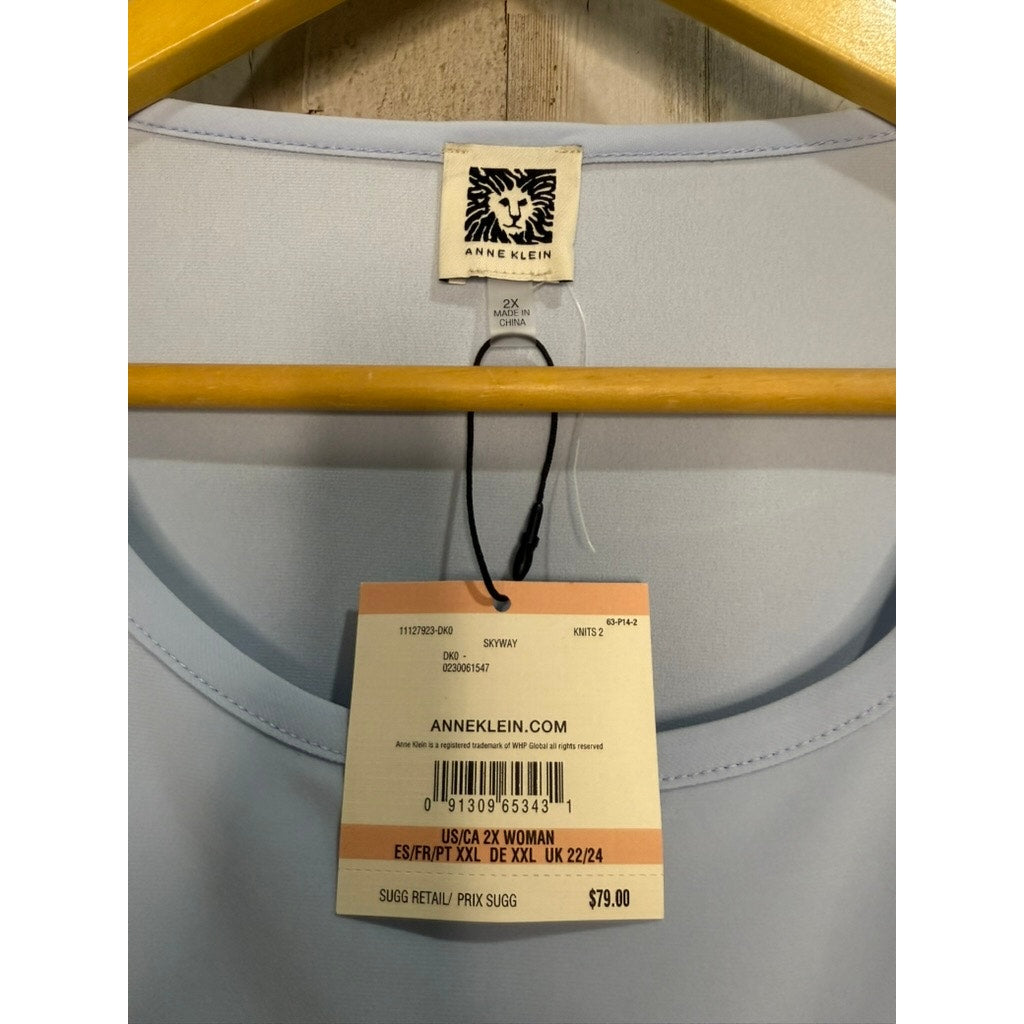 ANNE KLEIN
2X
MADE IN
CHINA
63-P14-2
11127923-DK0 KNITS 2
SKYWAY
DK0 -
0230061547
ANNEKLEIN.COM
Anne Klein is a registered trademark of WHP Global all rights reserved
0 91309 65343 1
US/CA 2X WOMAN
ES/FR/PT XXL DE XXL UK 22/24
SUGG RETAIL/ PRIX SUGG $79.00